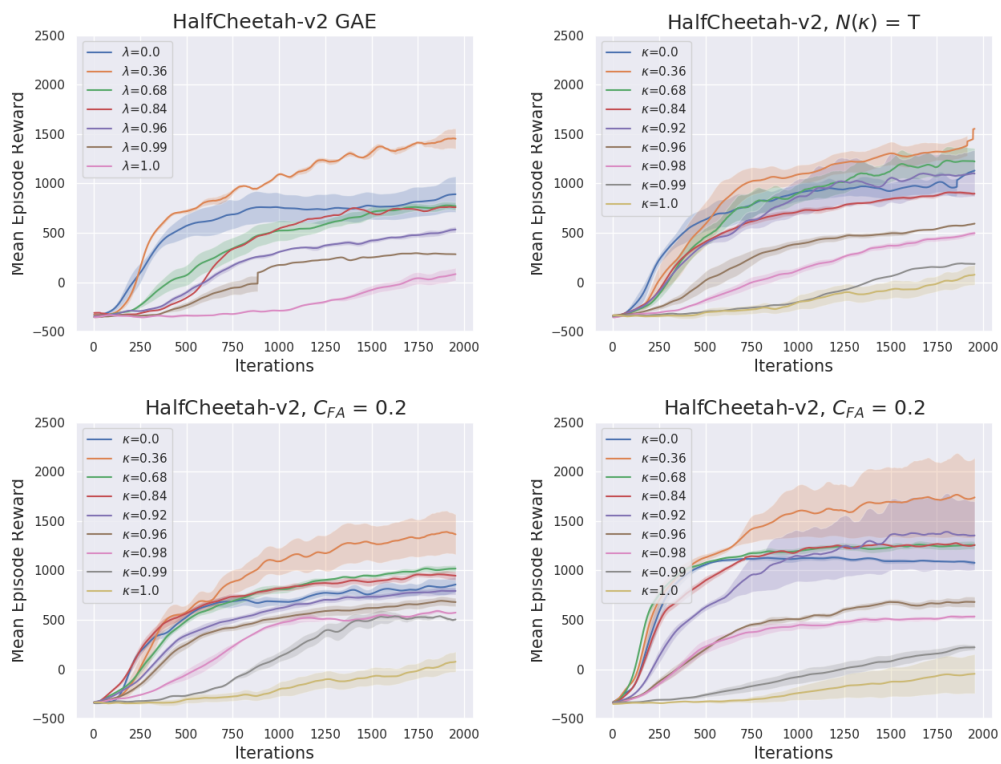 HalfCheetah-v2 GAE
Mean Episode Reward
2500
2000
1500
1000
500
0
−500
λ=0.0
λ=0.36
λ=0.68
λ=0.84
λ=0.96
λ=0.99
λ=1.0
0 250 500 750 1000 1250 1500 1750 2000
Iterations
HalfCheetah-v2, N(κ) = T
Mean Episode Reward
2500
2000
1500
1000
500
0
−500
κ=0.0
κ=0.36
κ=0.68
κ=0.84
κ=0.92
κ=0.96
κ=0.98
κ=0.99
κ=1.0
0 250 500 750 1000 1250 1500 1750 2000
Iterations
HalfCheetah-v2, C_FA = 0.2
Mean Episode Reward
2500
2000
1500
1000
500
0
−500
κ=0.0
κ=0.36
κ=0.68
κ=0.84
κ=0.92
κ=0.96
κ=0.98
κ=0.99
κ=1.0
0 250 500 750 1000 1250 1500 1750 2000
Iterations
HalfCheetah-v2, C_FA = 0.2
Mean Episode Reward
2500
2000
1500
1000
500
0
−500
κ=0.0
κ=0.36
κ=0.68
κ=0.84
κ=0.92
κ=0.96
κ=0.98
κ=0.99
κ=1.0
0 250 500 750 1000 1250 1500 1750 2000
Iterations